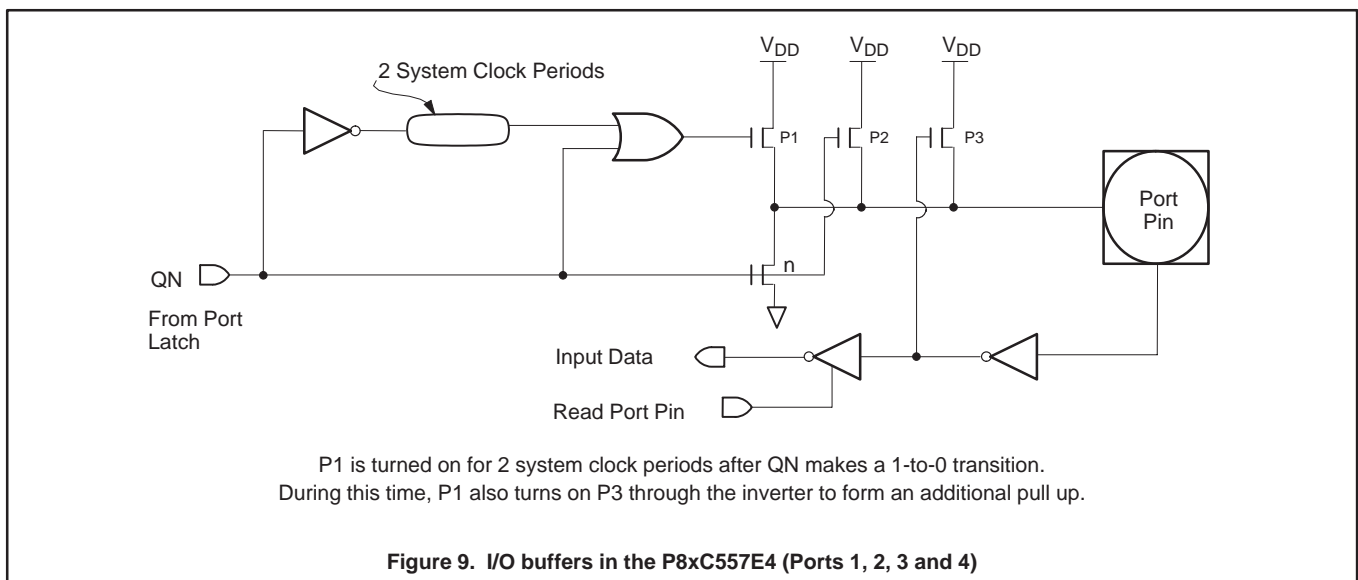 VDD VDD VDD
2 System Clock Periods
P1 P2 P3
Port
Pin
n
QN
From Port
Latch
Input Data
Read Port Pin
P1 is turned on for 2 system clock periods after QN makes a 1-to-0 transition.
During this time, P1 also turns on P3 through the inverter to form an additional pull up.
Figure 9. I/O buffers in the P8xC557E4 (Ports 1, 2, 3 and 4)